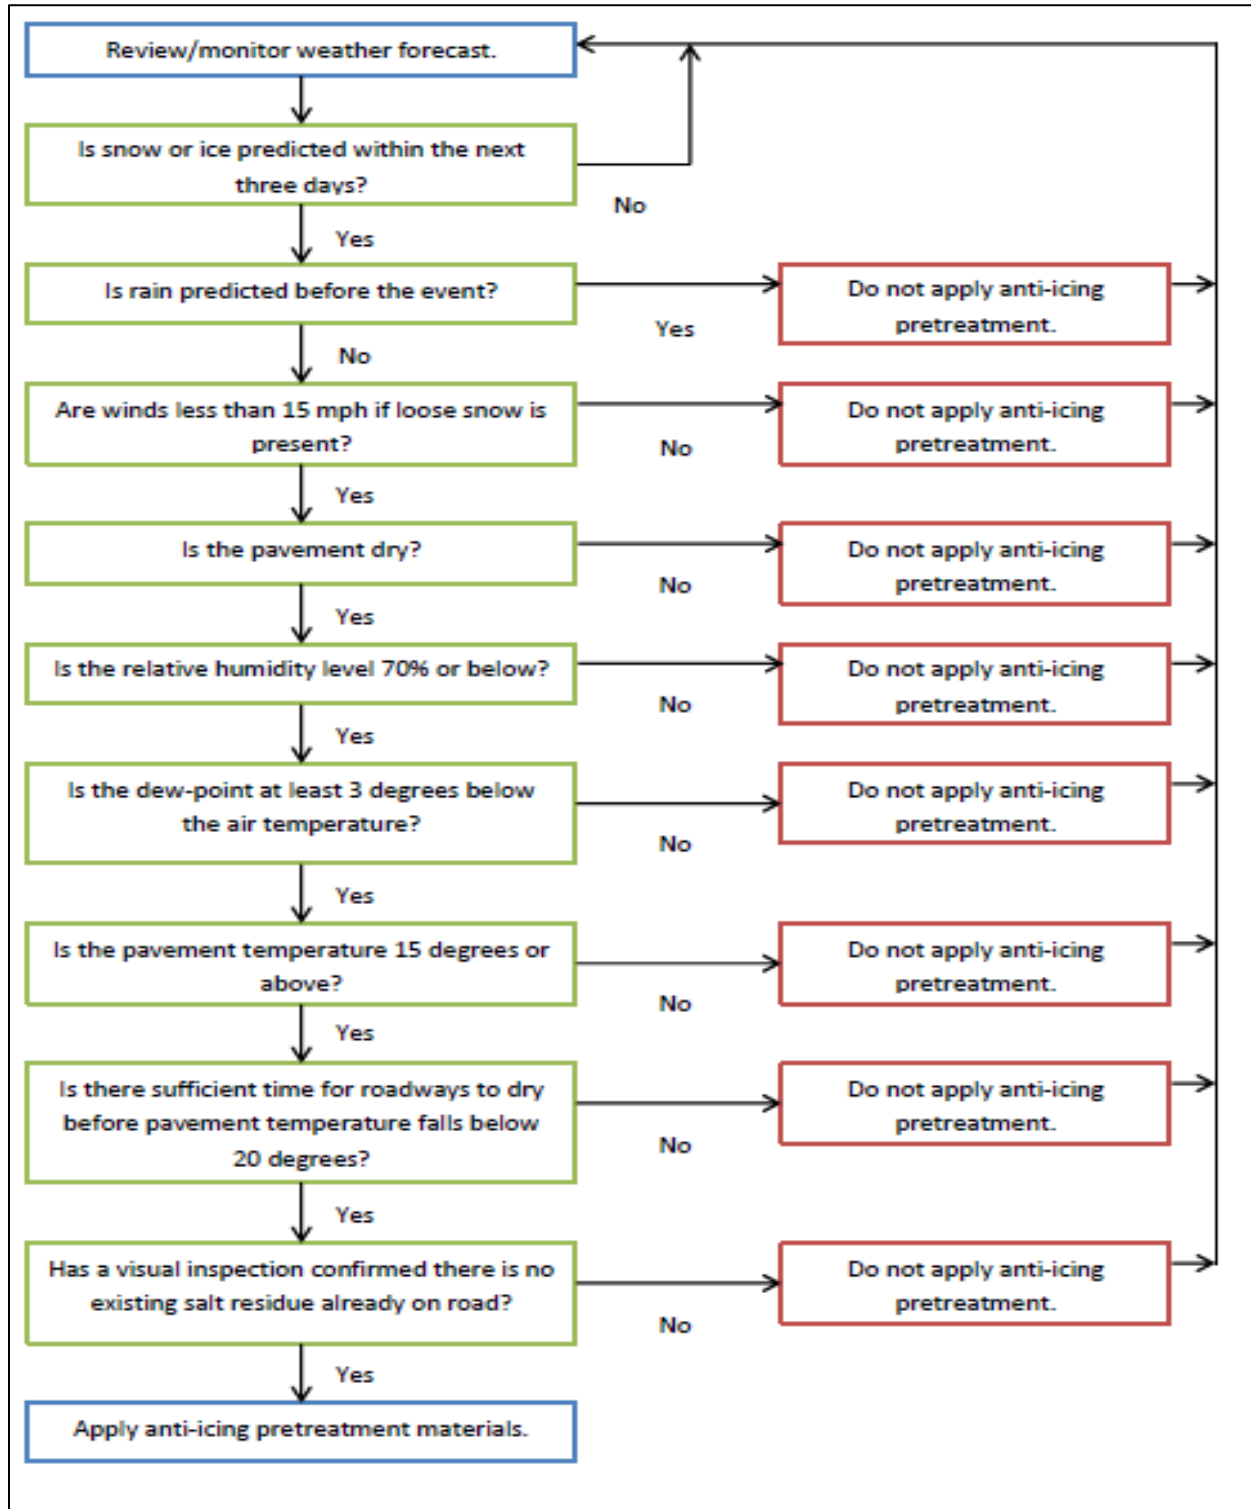 Review/monitor weather forecast.
Is snow or ice predicted within the next
three days?
No
Yes
Is rain predicted before the event?
Do not apply anti-icing
pretreatment.
Yes
No
Are winds less than 15 mph if loose snow is
present?
Do not apply anti-icing
pretreatment.
No
Yes
Is the pavement dry?
Do not apply anti-icing
pretreatment.
No
Yes
Is the relative humidity level 70% or below?
Do not apply anti-icing
pretreatment.
No
Yes
Is the dew-point at least 3 degrees below
the air temperature?
Do not apply anti-icing
pretreatment.
No
Yes
Is the pavement temperature 15 degrees or
above?
Do not apply anti-icing
pretreatment.
No
Yes
Is there sufficient time for roadways to dry
before pavement temperature falls below
20 degrees?
Do not apply anti-icing
pretreatment.
No
Yes
Has a visual inspection confirmed there is no
existing salt residue already on road?
Do not apply anti-icing
pretreatment.
No
Yes
Apply anti-icing pretreatment materials.